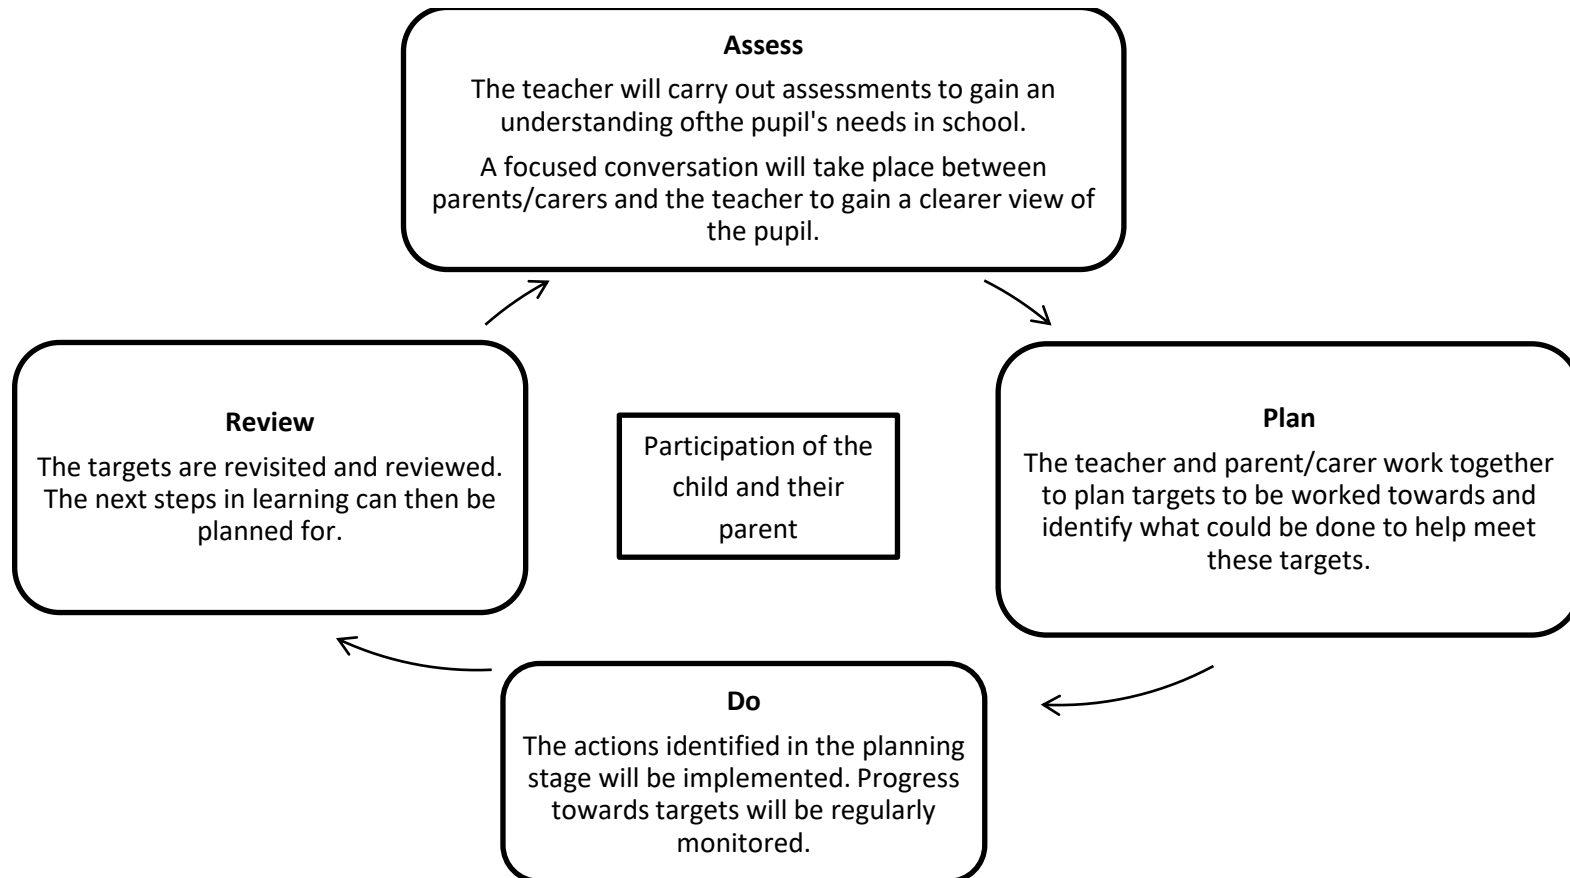 Assess
The teacher will carry out assessments to gain an
understanding ofthe pupil's needs in school.
A focused conversation will take place between
parents/carers and the teacher to gain a clearer view of
the pupil.
Plan
The teacher and parent/carer work together
to plan targets to be worked towards and
identify what could be done to help meet
these targets.
Do
The actions identified in the planning
stage will be implemented. Progress
towards targets will be regularly
monitored.
Review
The targets are revisited and reviewed.
The next steps in learning can then be
planned for.
Participation of the
child and their
parent